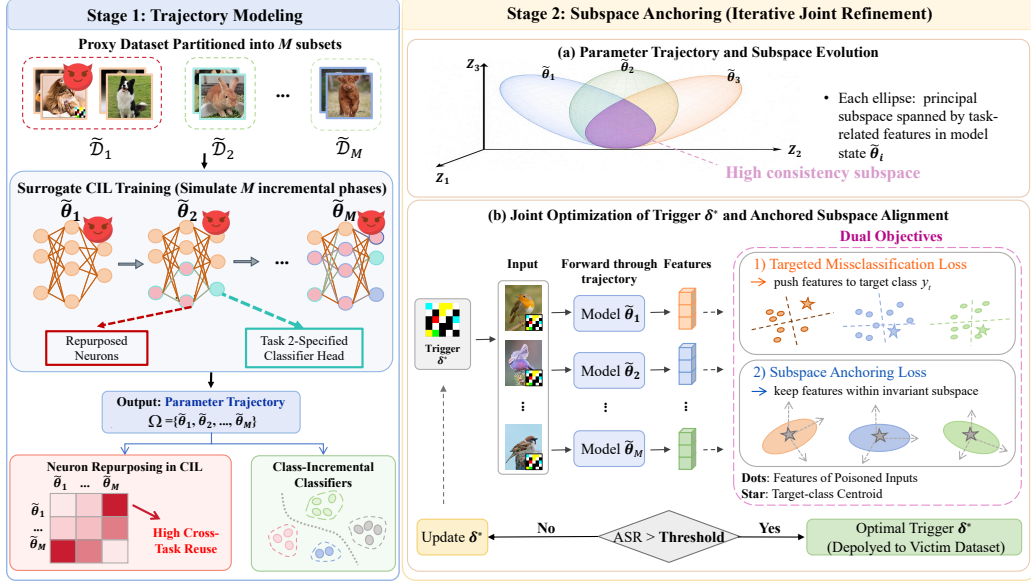 Stage 1: Trajectory Modeling
Proxy Dataset Partitioned into M subsets
...
D̃₁
D̃₂
D̃_M
Surrogate CIL Training (Simulate M incremental phases)
θ̃₁
θ̃₂
θ̃_M
...
Repurposed
Neurons
Task 2-Specified
Classifier Head
Output: Parameter Trajectory
Ω ={θ̃₁, θ̃₂, ..., θ̃_M}
Neuron Repurposing in CIL
θ̃₁ ... θ̃_M
θ̃₁
...
θ̃_M
High Cross-
Task Reuse
Class-Incremental
Classifiers
Stage 2: Subspace Anchoring (Iterative Joint Refinement)
(a) Parameter Trajectory and Subspace Evolution
Z₃
θ̃₁
θ̃₂
θ̃₃
Z₂
Z₁
High consistency subspace
• Each ellipse: principal
subspace spanned by task-
related features in model
state θ̃ᵢ
(b) Joint Optimization of Trigger δ* and Anchored Subspace Alignment
Dual Objectives
Input
Forward through
trajectory
Features
Trigger
δ*
Model θ̃₁
Model θ̃₂
⋮
⋮
⋮
Model θ̃_M
1) Targeted Misclassification Loss
push features to target class yₜ
2) Subspace Anchoring Loss
keep features within invariant subspace
Dots: Features of Poisoned Inputs
Star: Target-class Centroid
Update δ*
No
ASR > Threshold
Yes
Optimal Trigger δ*
(Depolyed to Victim Dataset)